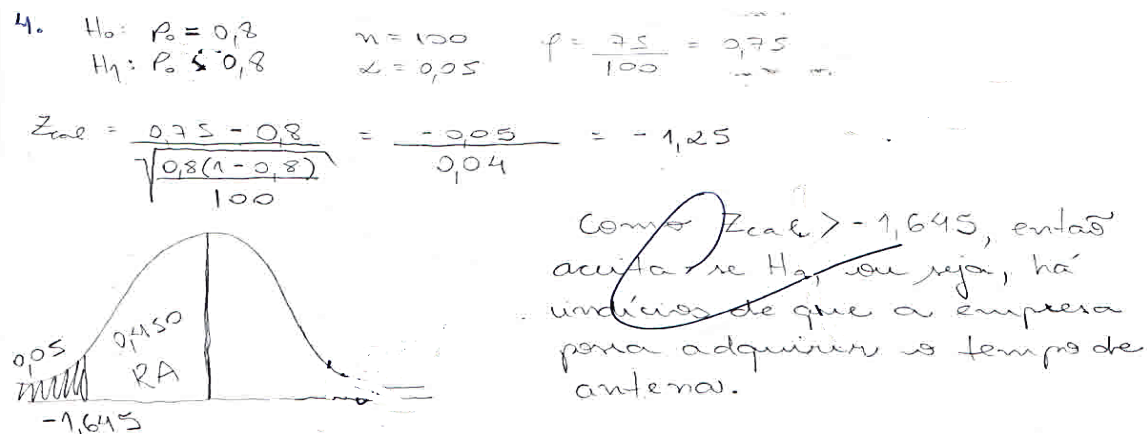 4. H₀: P₀ = 0,8 n = 100 p = 75/100 = 0,75
H₁: P₀ < 0,8 α = 0,05
Zcal = (0,75 - 0,8)/√(0,8(1-0,8)/100) = -0,05/0,04 = -1,25
Como Zcal > -1,645, então
aceita-se H₀, ou seja, há
indícios de que a empresa
possa adquirir o tempo de
antena.
0,05 0,450
RA
-1,645